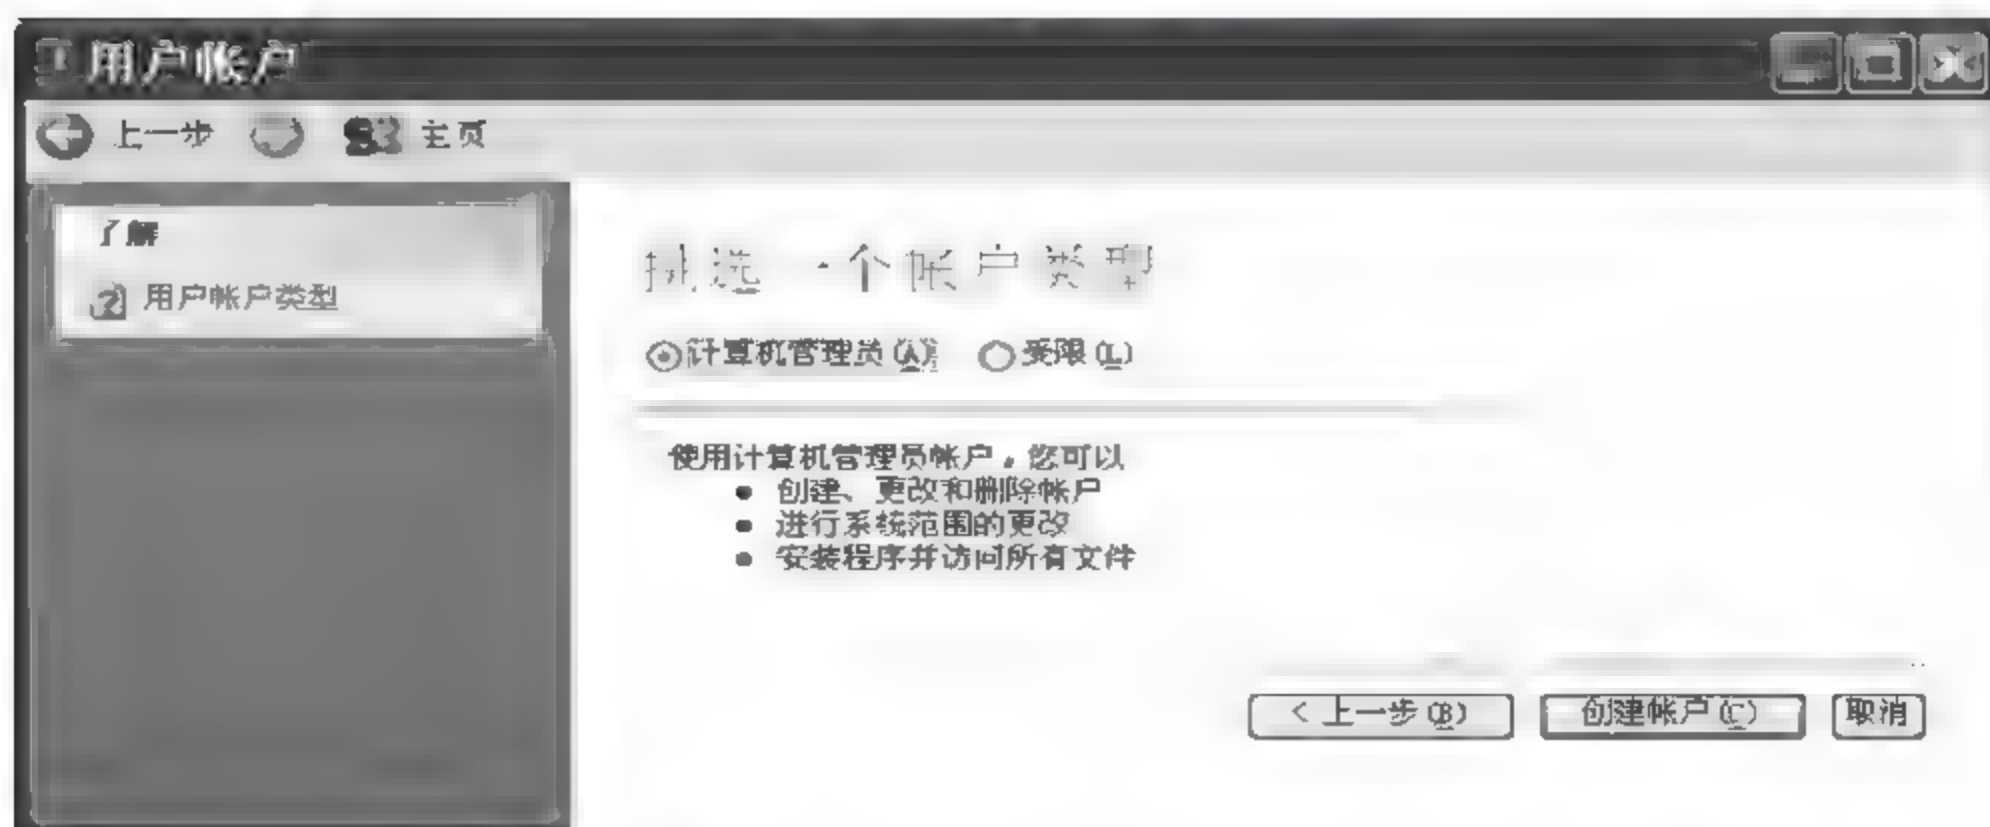 用户帐户
上一步 主页
了解
用户帐户类型
挑选一个帐户类型
计算机管理员(A) 受限(L)
使用计算机管理员帐户，您可以
• 创建、更改和删除帐户
• 进行系统范围的更改
• 安装程序并访问所有文件
< 上一步(B) 创建帐户(C) 取消